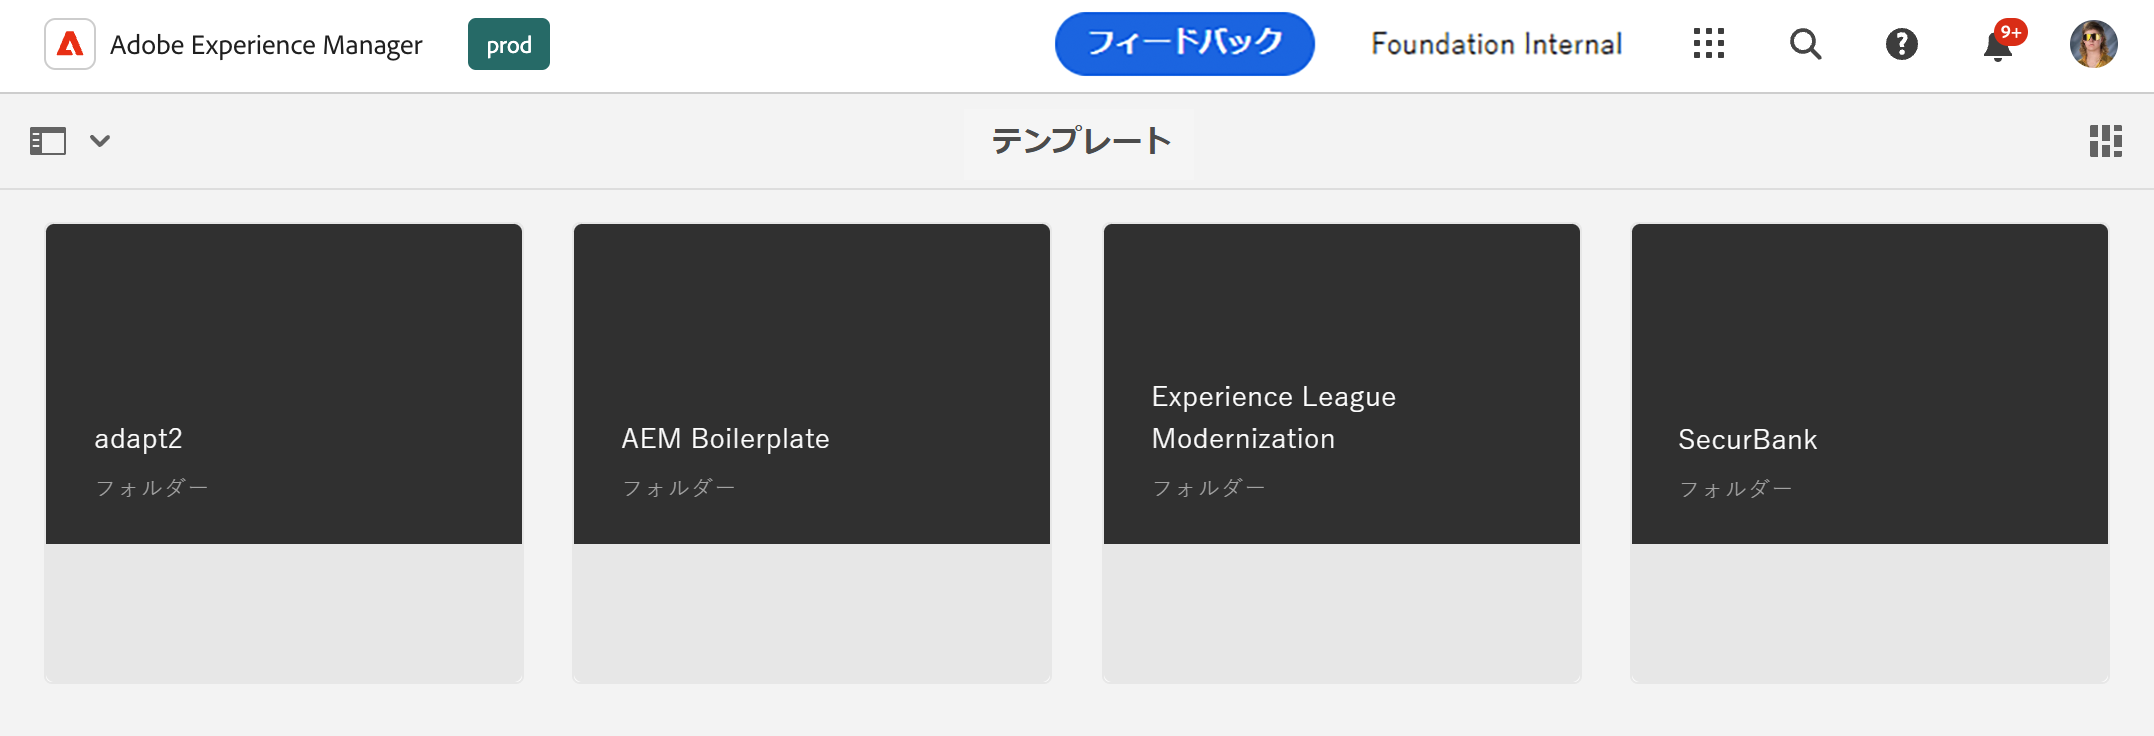 Adobe Experience Manager
prod
フィードバック
Foundation Internal
?
9+
テンプレート
adapt2
フォルダー
AEM Boilerplate
フォルダー
Experience League
Modernization
フォルダー
SecurBank
フォルダー